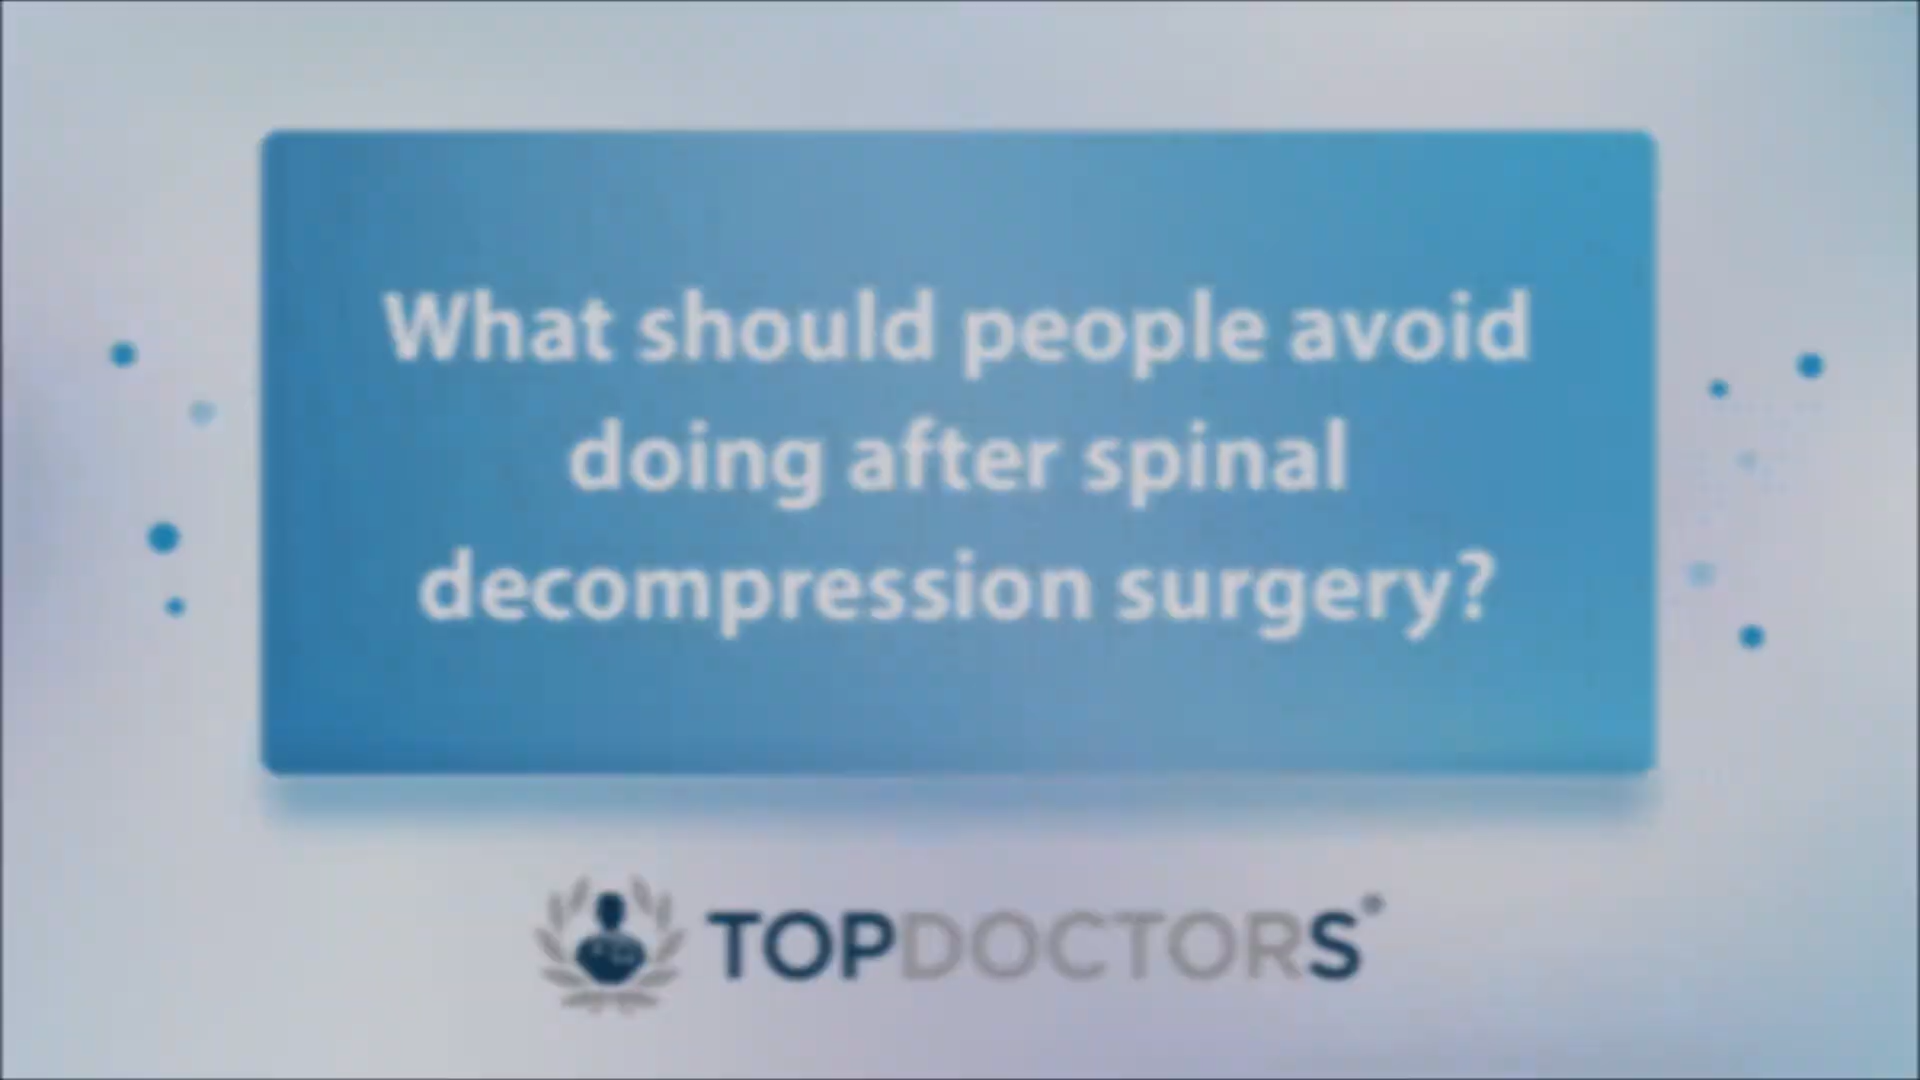 What should people avoid
doing after spinal
decompression surgery?
TOPDOCTORS®